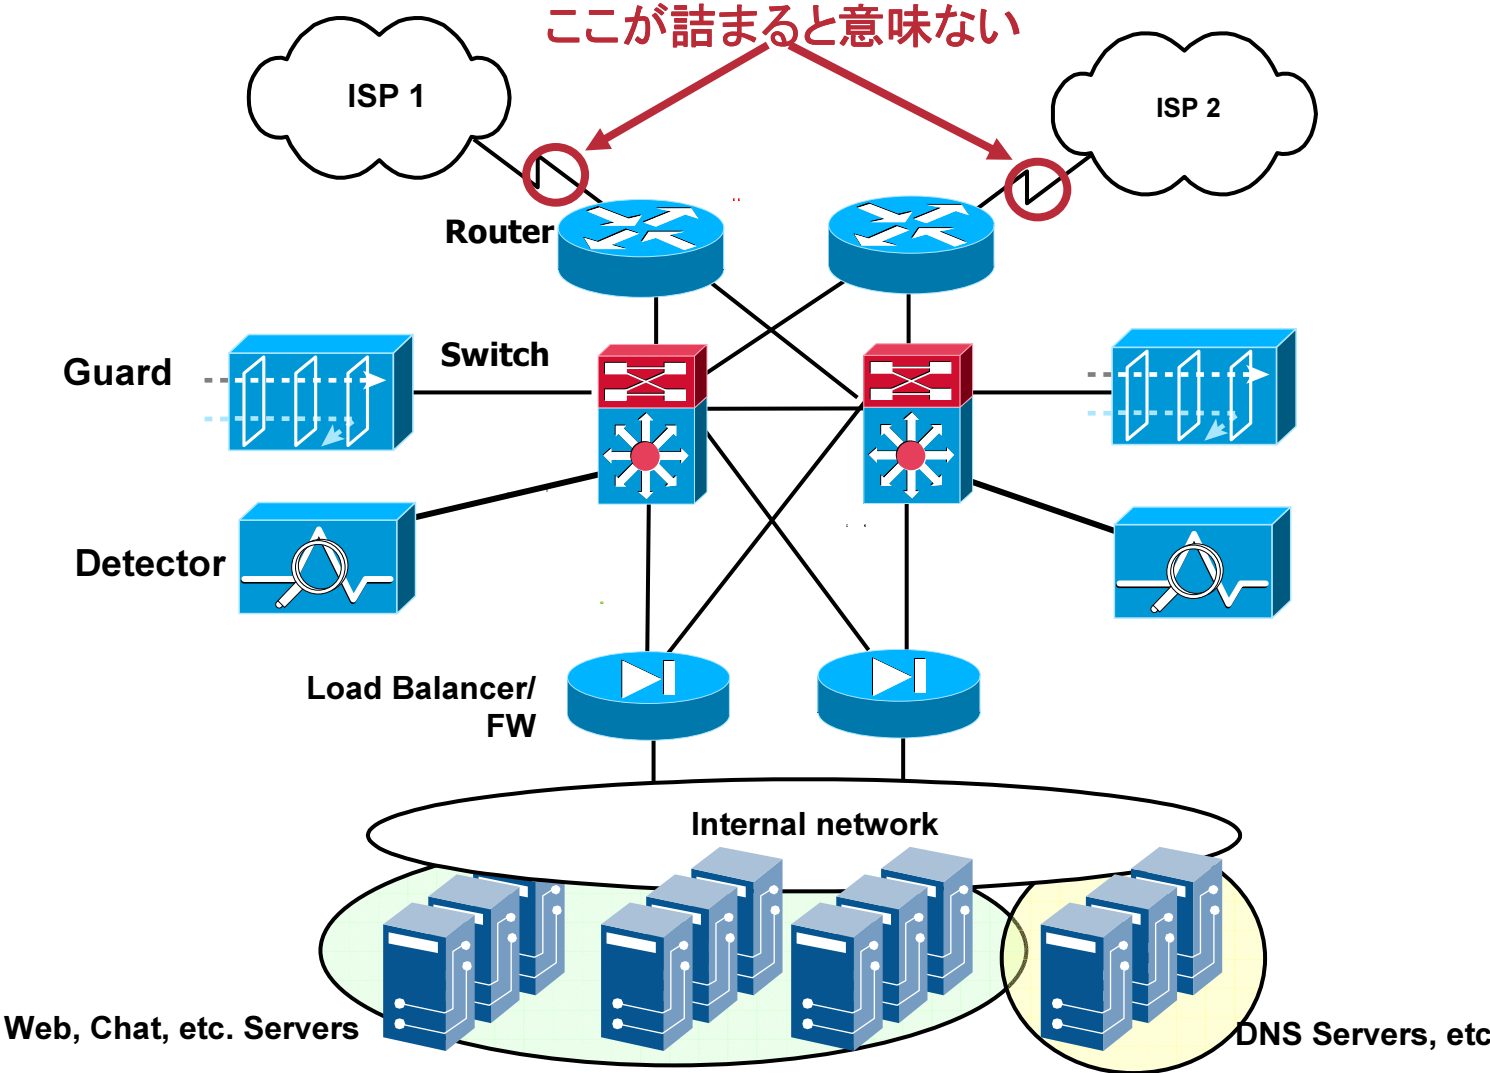 ここが詰まると意味ない
ISP 1
ISP 2
Router
Switch
Guard
Detector
Load Balancer/
FW
Internal network
Web, Chat, etc. Servers
DNS Servers, etc